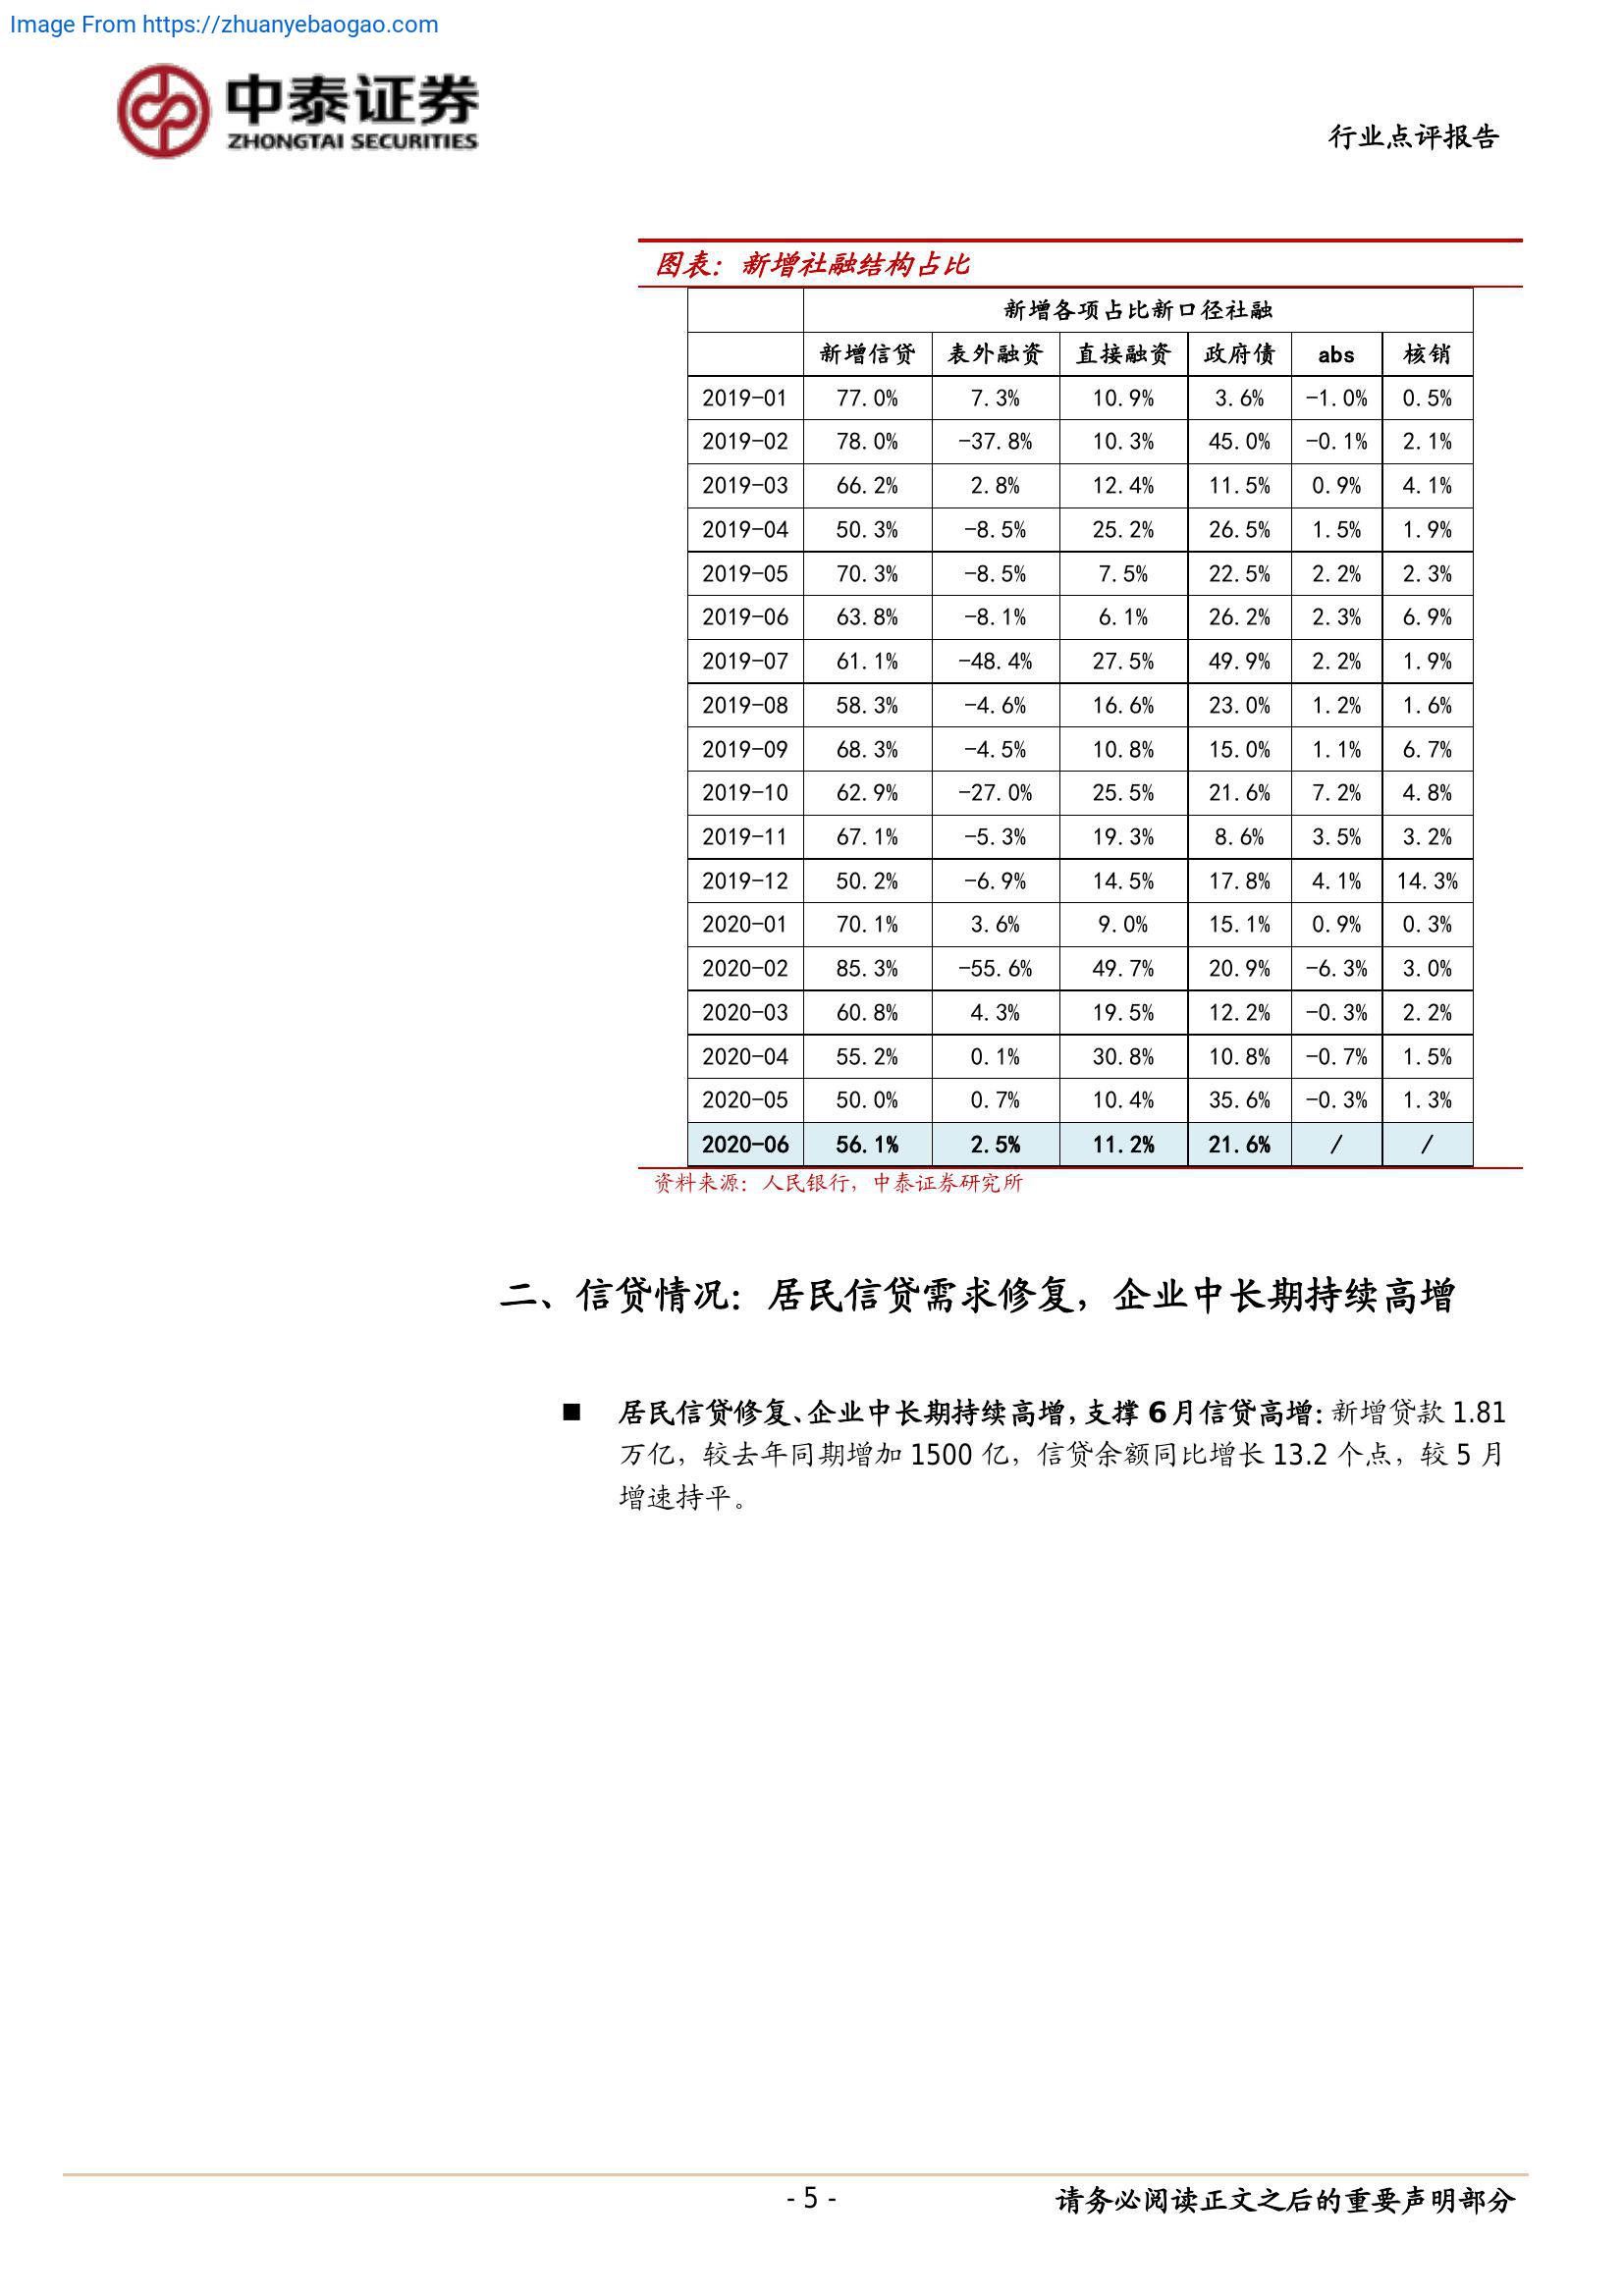 Image From https://zhuanyebaogao.com
中泰证券
ZHONGTAI SECURITIES
行业点评报告
图表：新增社融结构占比
新增各项占比新口径社融
新增信贷 表外融资 直接融资 政府债 abs 核销
2019-01 77.0% 7.3% 10.9% 3.6% -1.0% 0.5%
2019-02 78.0% -37.8% 10.3% 45.0% -0.1% 2.1%
2019-03 66.2% 2.8% 12.4% 11.5% 0.9% 4.1%
2019-04 50.3% -8.5% 25.2% 26.5% 1.5% 1.9%
2019-05 70.3% -8.5% 7.5% 22.5% 2.2% 2.3%
2019-06 63.8% -8.1% 6.1% 26.2% 2.3% 6.9%
2019-07 61.1% -48.4% 27.5% 49.9% 2.2% 1.9%
2019-08 58.3% -4.6% 16.6% 23.0% 1.2% 1.6%
2019-09 68.3% -4.5% 10.8% 15.0% 1.1% 6.7%
2019-10 62.9% -27.0% 25.5% 21.6% 7.2% 4.8%
2019-11 67.1% -5.3% 19.3% 8.6% 3.5% 3.2%
2019-12 50.2% -6.9% 14.5% 17.8% 4.1% 14.3%
2020-01 70.1% 3.6% 9.0% 15.1% 0.9% 0.3%
2020-02 85.3% -55.6% 49.7% 20.9% -6.3% 3.0%
2020-03 60.8% 4.3% 19.5% 12.2% -0.3% 2.2%
2020-04 55.2% 0.1% 30.8% 10.8% -0.7% 1.5%
2020-05 50.0% 0.7% 10.4% 35.6% -0.3% 1.3%
2020-06 56.1% 2.5% 11.2% 21.6% / /
资料来源：人民银行，中泰证券研究所
二、信贷情况：居民信贷需求修复，企业中长期持续高增
■ 居民信贷修复、企业中长期持续高增，支撑 6 月信贷高增：新增贷款 1.81
万亿，较去年同期增加 1500 亿，信贷余额同比增长 13.2 个点，较 5 月
增速持平。
- 5 -
请务必阅读正文之后的重要声明部分